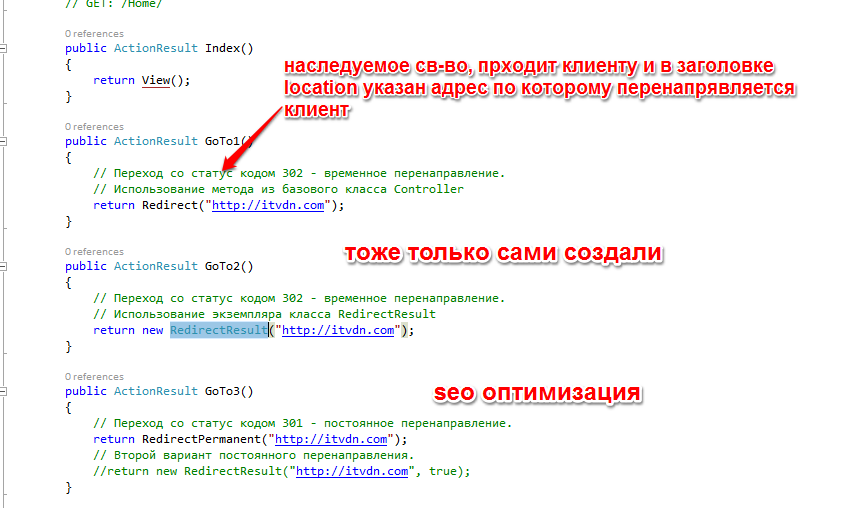 // GET: /Home/
0 references
public ActionResult Index()
{
return View();
}
наследуемое св-во, прходит клиенту и в заголовке
location указан адрес по которому перенапрявляется
клиент
0 references
public ActionResult GoTo1()
{
// Переход со статус кодом 302 - временное перенаправление.
// Использование метода из базового класса Controller
return Redirect("http://itvdn.com");
}
тоже только сами создали
0 references
public ActionResult GoTo2()
{
// Переход со статус кодом 302 - временное перенаправление.
// Использование экземпляра класса RedirectResult
return new RedirectResult("http://itvdn.com");
}
seo оптимизация
0 references
public ActionResult GoTo3()
{
// Переход со статус кодом 301 - постоянное перенаправление.
return RedirectPermanent("http://itvdn.com");
// Второй вариант постоянного перенаправления.
//return new RedirectResult("http://itvdn.com", true);
}